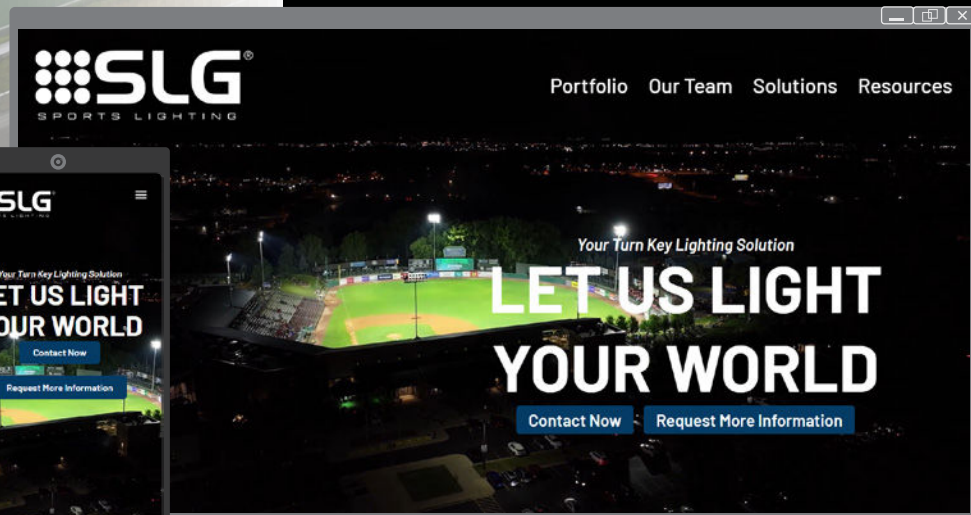 SLG®
SPORTS LIGHTING
Portfolio Our Team Solutions Resources
Your Turn Key Lighting Solution
LET US LIGHT
YOUR WORLD
Contact Now Request More Information
SLG
Your Turn Key Lighting Solution
ET US LIGHT
OUR WORLD
Contact Now
Request More Information